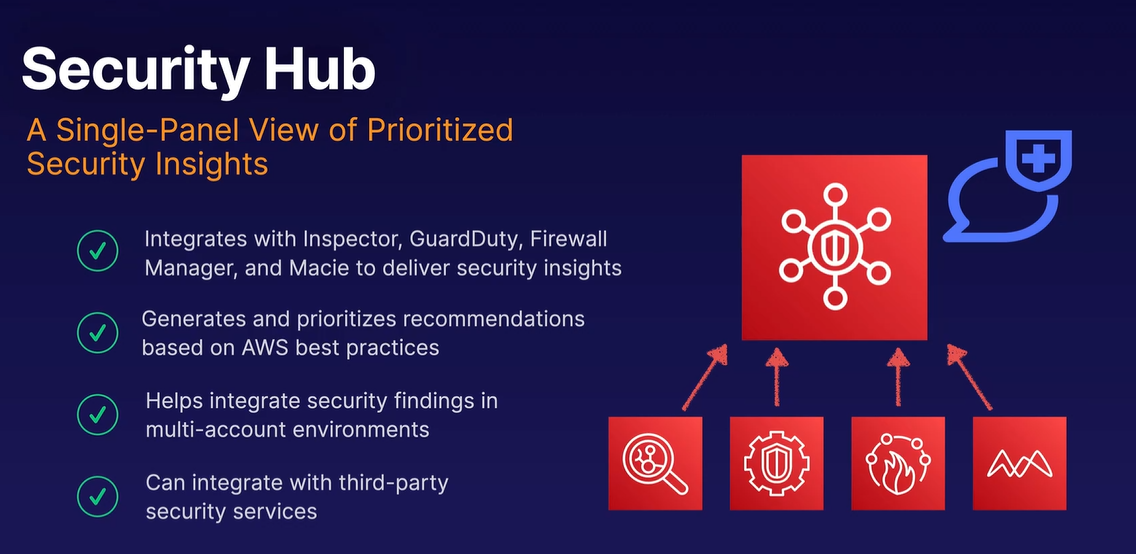 Security Hub
A Single-Panel View of Prioritized
Security Insights
Integrates with Inspector, GuardDuty, Firewall
Manager, and Macie to deliver security insights
Generates and prioritizes recommendations
based on AWS best practices
Helps integrate security findings in
multi-account environments
Can integrate with third-party
security services